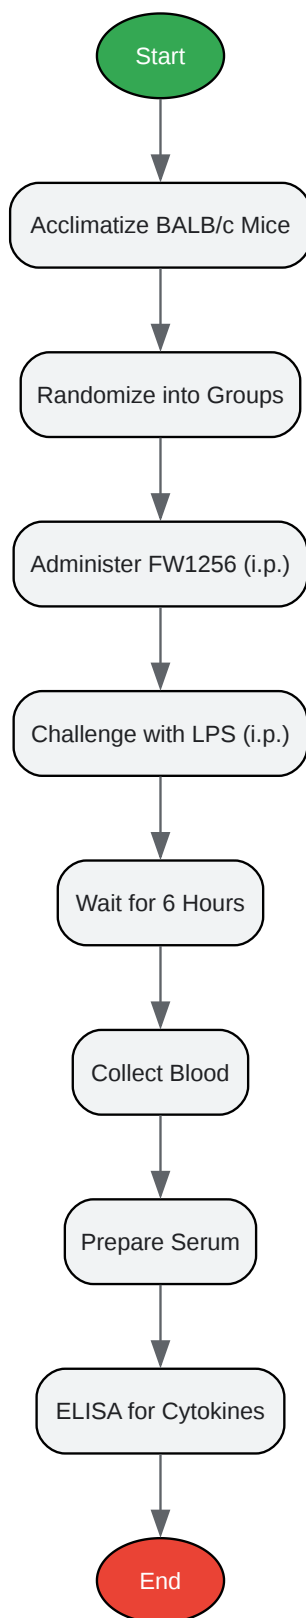 Start
Acclimatize BALB/c Mice
Randomize into Groups
Administer FW1256 (i.p.)
Challenge with LPS (i.p.)
Wait for 6 Hours
Collect Blood
Prepare Serum
ELISA for Cytokines
End